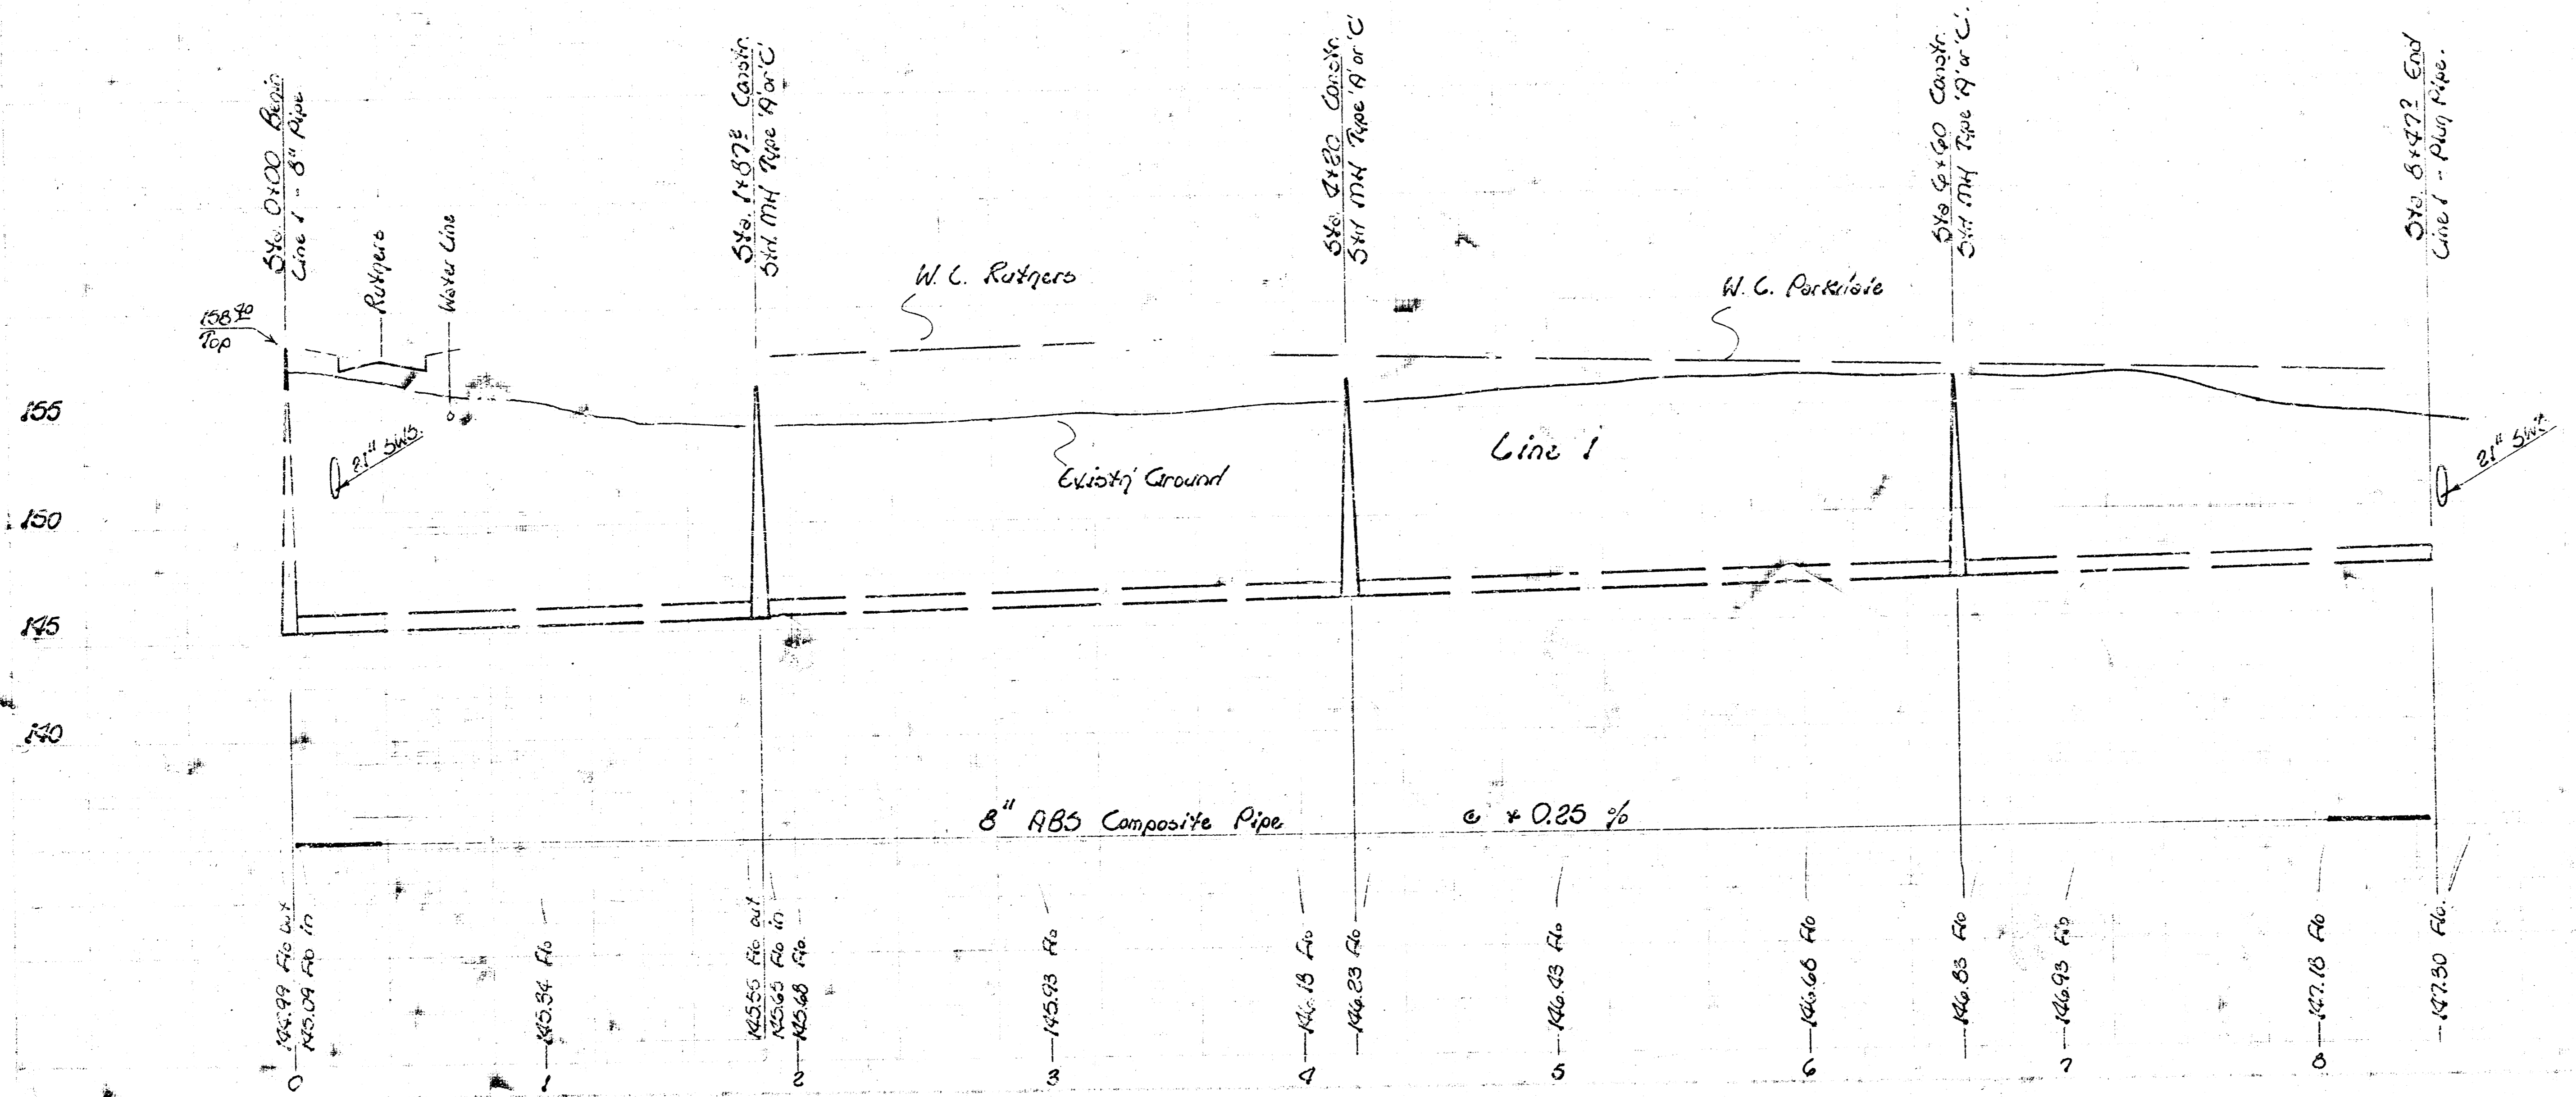 Sta. 0+00 Begin
Line 1 - 8" Pipe
Rutgers
Water Line
158.40
Top
Sta. 1+87 Constr.
Std. MH Type 'A' or 'C'
W. C. Rutgers
Sta. 4+20 Constr.
Std MH Type 'A' or 'C'
W. C. Parkdale
Sta 6+60 Constr.
Std MH Type 'A' or 'C'.
Sta. 8+47 End
Line 1 - Plug Pipe.
155
150
145
140
21" SWS.
Exist'g Ground
Line 1
21" SWS
8" ABS Composite Pipe @ + 0.25 %
144.99 Flo out
145.09 Flo in
145.34 Flo
145.55 Flo out
145.65 Flo in
145.68 Flo.
145.93 Flo
146.18 Flo
146.23 Flo
146.43 Flo
146.68 Flo
146.83 Flo
146.93 Flo
147.18 Flo
147.30 Flo.
0 1 2 3 4 5 6 7 8